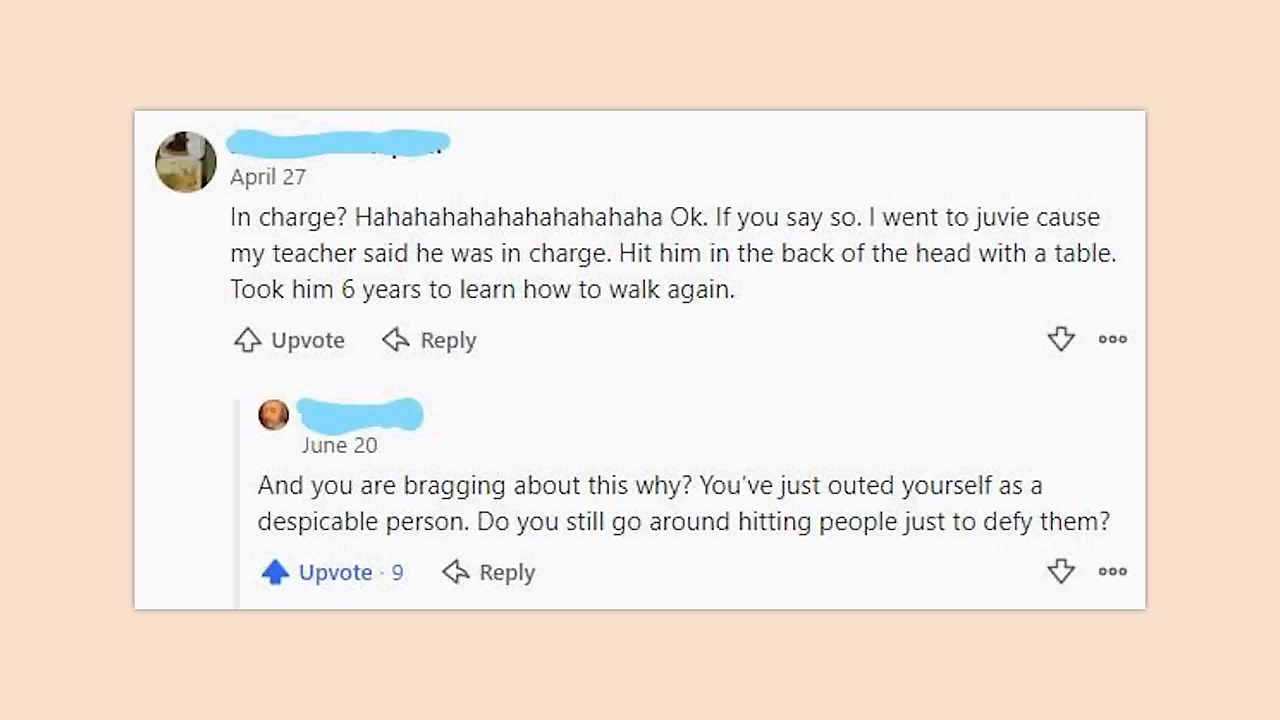 April 27
In charge? Hahahahahahahahahahaha Ok. If you say so. I went to juvie cause
my teacher said he was in charge. Hit him in the back of the head with a table.
Took him 6 years to learn how to walk again.
Upvote Reply
June 20
And you are bragging about this why? You've just outed yourself as a
despicable person. Do you still go around hitting people just to defy them?
Upvote · 9 Reply